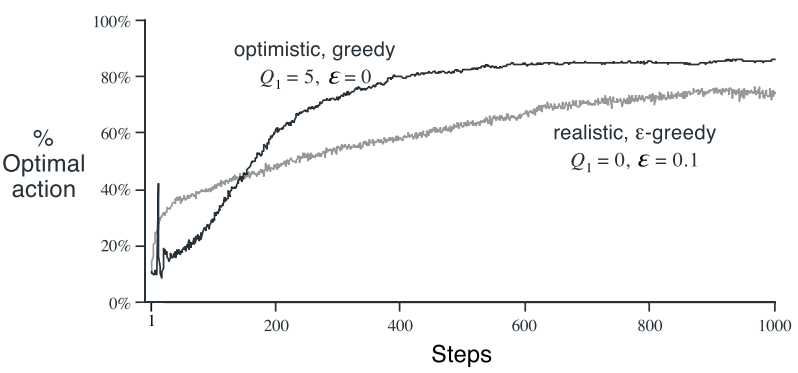 100%
80%
60%
40%
20%
0%
%
Optimal
action
optimistic, greedy
Q₁ = 5, ε = 0
realistic, ε-greedy
Q₁ = 0, ε = 0.1
1
200
400
600
800
1000
Steps